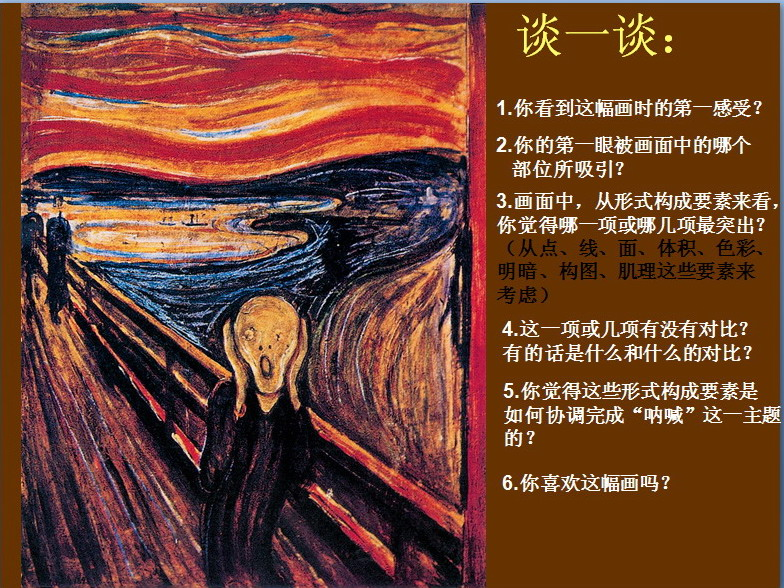 谈一谈：
1.你看到这幅画时的第一感受？
2.你的第一眼被画面中的哪个
部位所吸引？
3.画面中，从形式构成要素来看，
你觉得哪一项或哪几项最突出？
（从点、线、面、体积、色彩、
明暗、构图、肌理这些要素来
考虑）
4.这一项或几项有没有对比？
有的话是什么和什么的对比？
5.你觉得这些形式构成要素是
如何协调完成“呐喊”这一主题
的？
6.你喜欢这幅画吗？